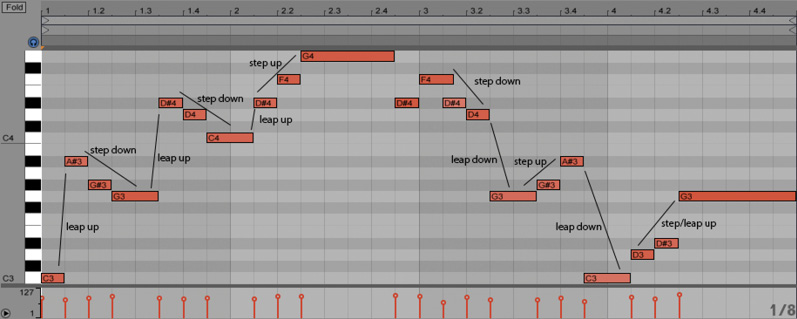 Fold 1 1.2 1.3 1.4 2 2.2 2.3 2.4 3 3.2 3.3 3.4 4 4.2 4.3 4.4
G4
step up
F4 F4
step down
D#4 step down D#4 D#4 D#4
D4 leap up D4
C4 C4
step down
A#3 leap up leap down step up A#3
G#3 G#3
G3 G3 G3
leap up leap down step/leap up
D#3
D3
C3 C3 C3
127
1 1/8